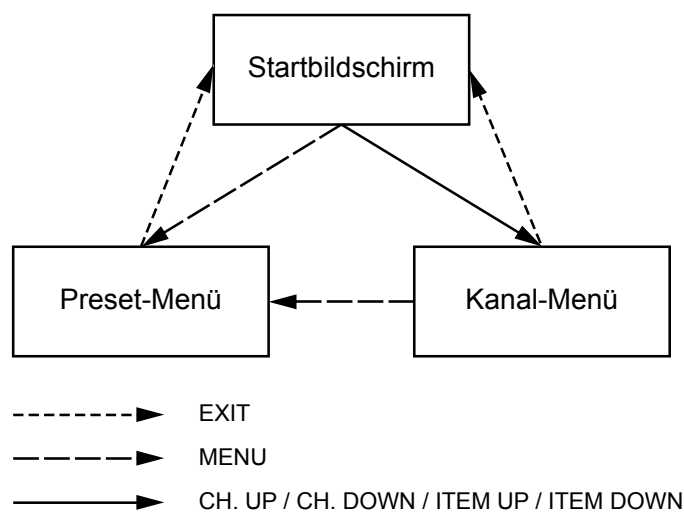 Startbildschirm
Preset-Menü
Kanal-Menü
EXIT
MENU
CH. UP / CH. DOWN / ITEM UP / ITEM DOWN